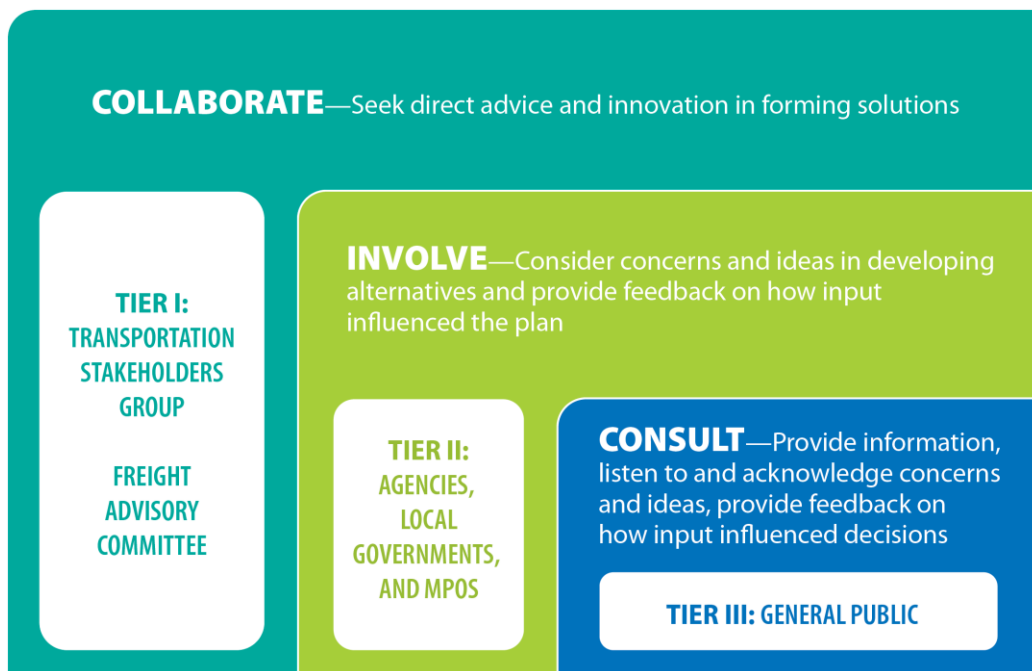 COLLABORATE—Seek direct advice and innovation in forming solutions
TIER I:
TRANSPORTATION
STAKEHOLDERS
GROUP
FREIGHT
ADVISORY
COMMITTEE
INVOLVE—Consider concerns and ideas in developing
alternatives and provide feedback on how input
influenced the plan
TIER II:
AGENCIES,
LOCAL
GOVERNMENTS,
AND MPOS
CONSULT—Provide information,
listen to and acknowledge concerns
and ideas, provide feedback on
how input influenced decisions
TIER III: GENERAL PUBLIC